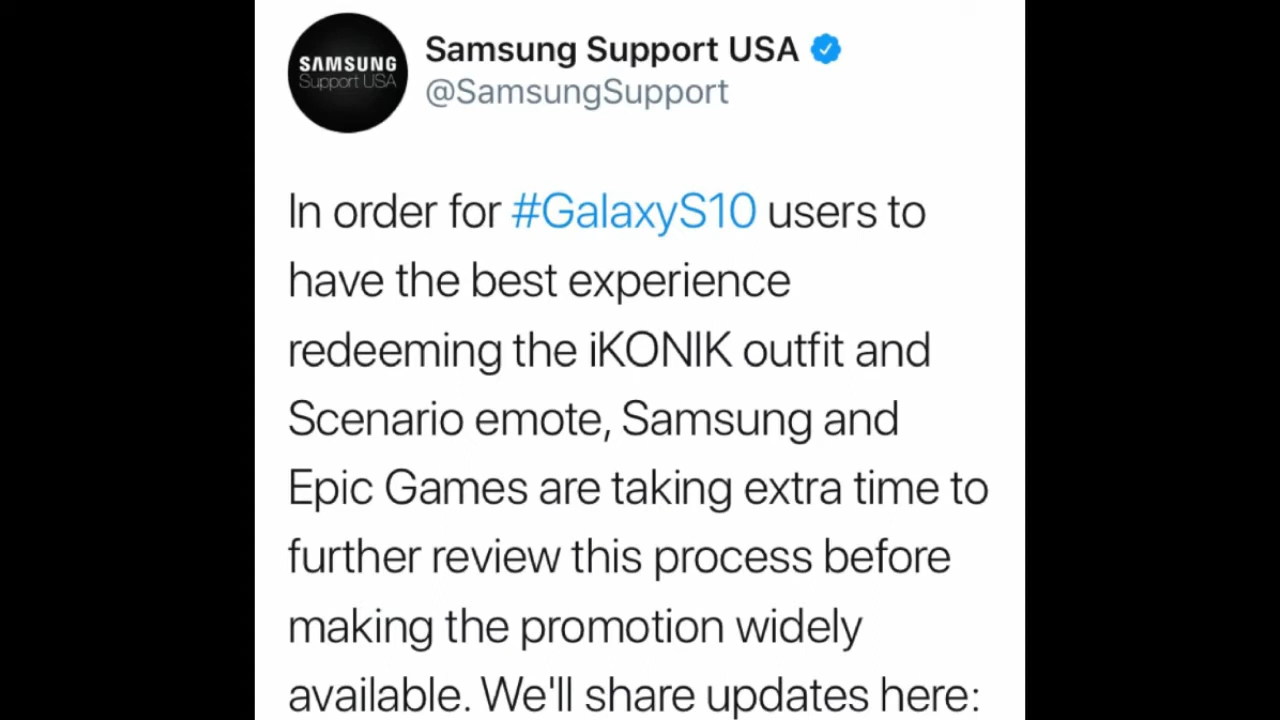 SAMSUNG
Support USA
Samsung Support USA
@SamsungSupport
In order for #GalaxyS10 users to
have the best experience
redeeming the iKONIK outfit and
Scenario emote, Samsung and
Epic Games are taking extra time to
further review this process before
making the promotion widely
available. We'll share updates here: